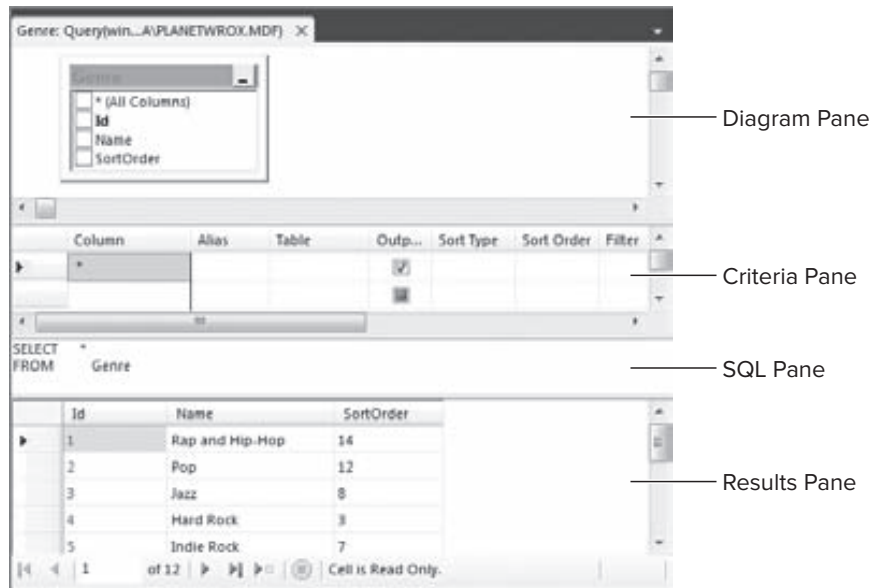 Genre: Query(win...A\PLANETWROX.MDF) ×
Genre
* (All Columns)
Id
Name
SortOrder
Diagram Pane
Column Alias Table Outp... Sort Type Sort Order Filter
*
Criteria Pane
SELECT *
FROM Genre
SQL Pane
Id Name SortOrder
1 Rap and Hip-Hop 14
2 Pop 12
3 Jazz 8
4 Hard Rock 3
5 Indie Rock 7
Results Pane
1 of 12 Cell is Read Only.